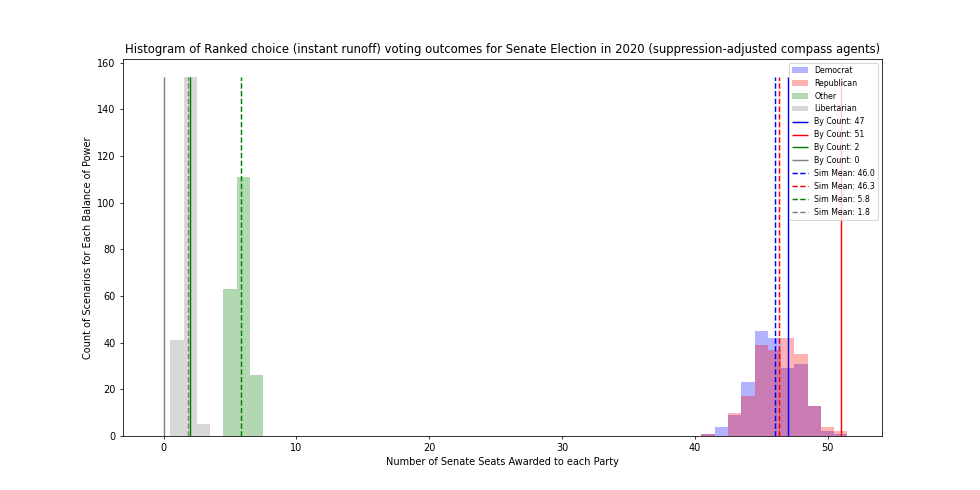 Histogram of Ranked choice (instant runoff) voting outcomes for Senate Election in 2020 (suppression-adjusted compass agents)
160
140
120
100
80
60
40
20
0
Count of Scenarios for Each Balance of Power
Democrat
Republican
Other
Libertarian
By Count: 47
By Count: 51
By Count: 2
By Count: 0
Sim Mean: 46.0
Sim Mean: 46.3
Sim Mean: 5.8
Sim Mean: 1.8
0 10 20 30 40 50
Number of Senate Seats Awarded to each Party